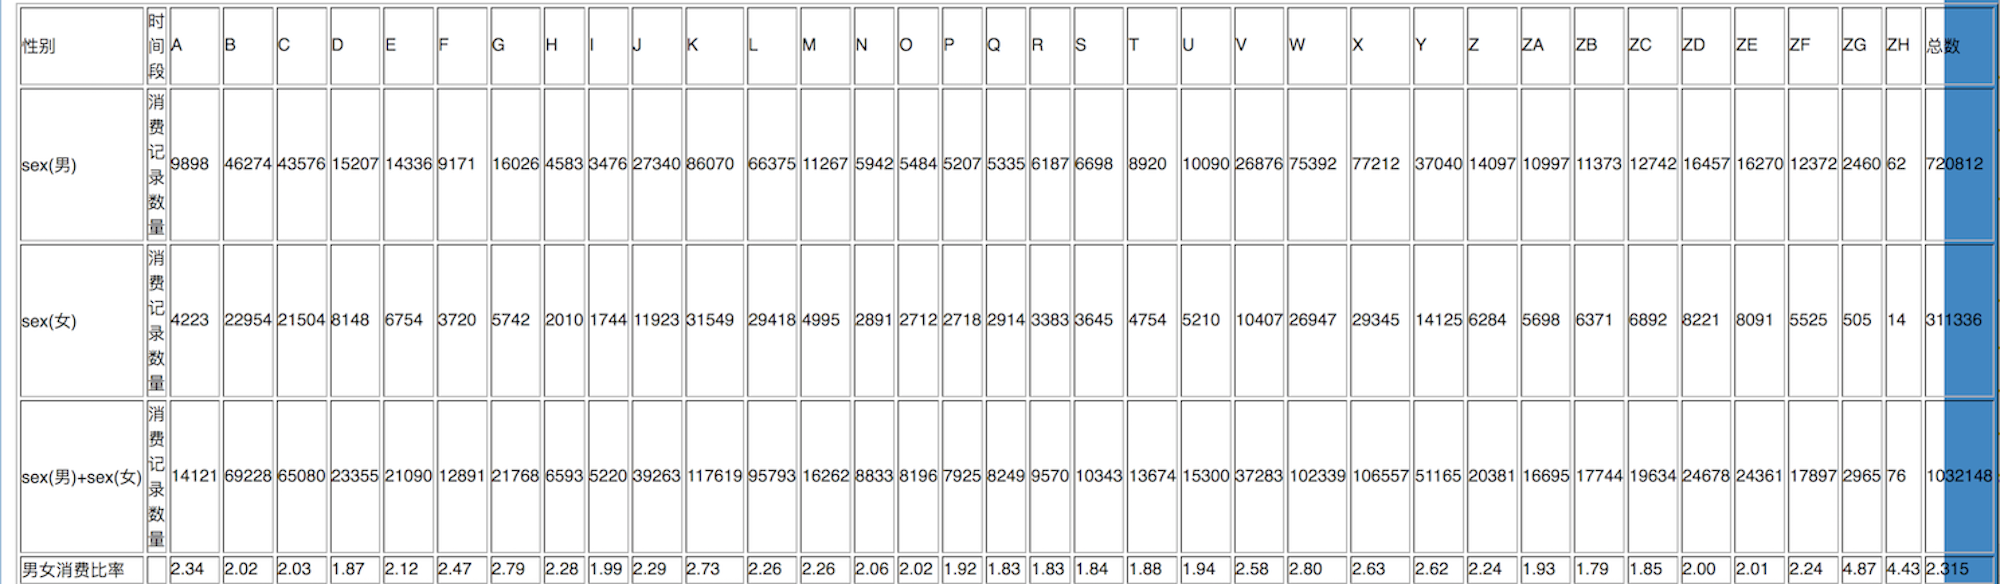 性别 时间段 A B C D E F G H I J K L M N O P Q R S T U V W X Y Z ZA ZB ZC ZD ZE ZF ZG ZH 总数
sex(男) 消费记录数量 9898 46274 43576 15207 14336 9171 16026 4583 3476 27340 86070 66375 11267 5942 5484 5207 5335 6187 6698 8920 10090 26876 75392 77212 37040 14097 10997 11373 12742 16457 16270 12372 2460 62 720812
sex(女) 消费记录数量 4223 22954 21504 8148 6754 3720 5742 2010 1744 11923 31549 29418 4995 2891 2712 2718 2914 3383 3645 4754 5210 10407 26947 29345 14125 6284 5698 6371 6892 8221 8091 5525 505 14 311336
sex(男)+sex(女) 消费记录数量 14121 69228 65080 23355 21090 12891 21768 6593 5220 39263 117619 95793 16262 8833 8196 7925 8249 9570 10343 13674 15300 37283 102339 106557 51165 20381 16695 17744 19634 24678 24361 17897 2965 76 1032148
男女消费比率 2.34 2.02 2.03 1.87 2.12 2.47 2.79 2.28 1.99 2.29 2.73 2.26 2.26 2.06 2.02 1.92 1.83 1.83 1.84 1.88 1.94 2.58 2.80 2.63 2.62 2.24 1.93 1.79 1.85 2.00 2.01 2.24 4.87 4.43 2.315